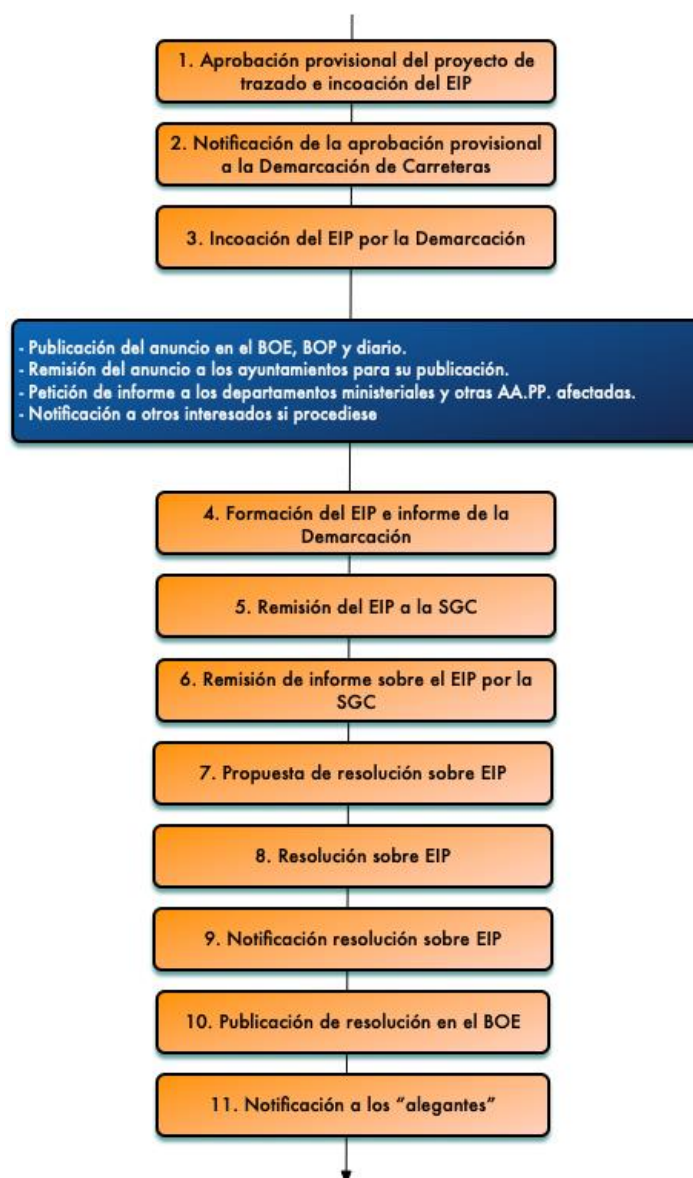 1. Aprobación provisional del proyecto de
trazado e incoación del EIP
2. Notificación de la aprobación provisional
a la Demarcación de Carreteras
3. Incoación del EIP por la Demarcación
- Publicación del anuncio en el BOE, BOP y diario.
- Remisión del anuncio a los ayuntamientos para su publicación.
- Petición de informe a los departamentos ministeriales y otras AA.PP. afectadas.
- Notificación a otros interesados si procediese
4. Formación del EIP e informe de la
Demarcación
5. Remisión del EIP a la SGC
6. Remisión de informe sobre el EIP por la
SGC
7. Propuesta de resolución sobre EIP
8. Resolución sobre EIP
9. Notificación resolución sobre EIP
10. Publicación de resolución en el BOE
11. Notificación a los “alegantes”